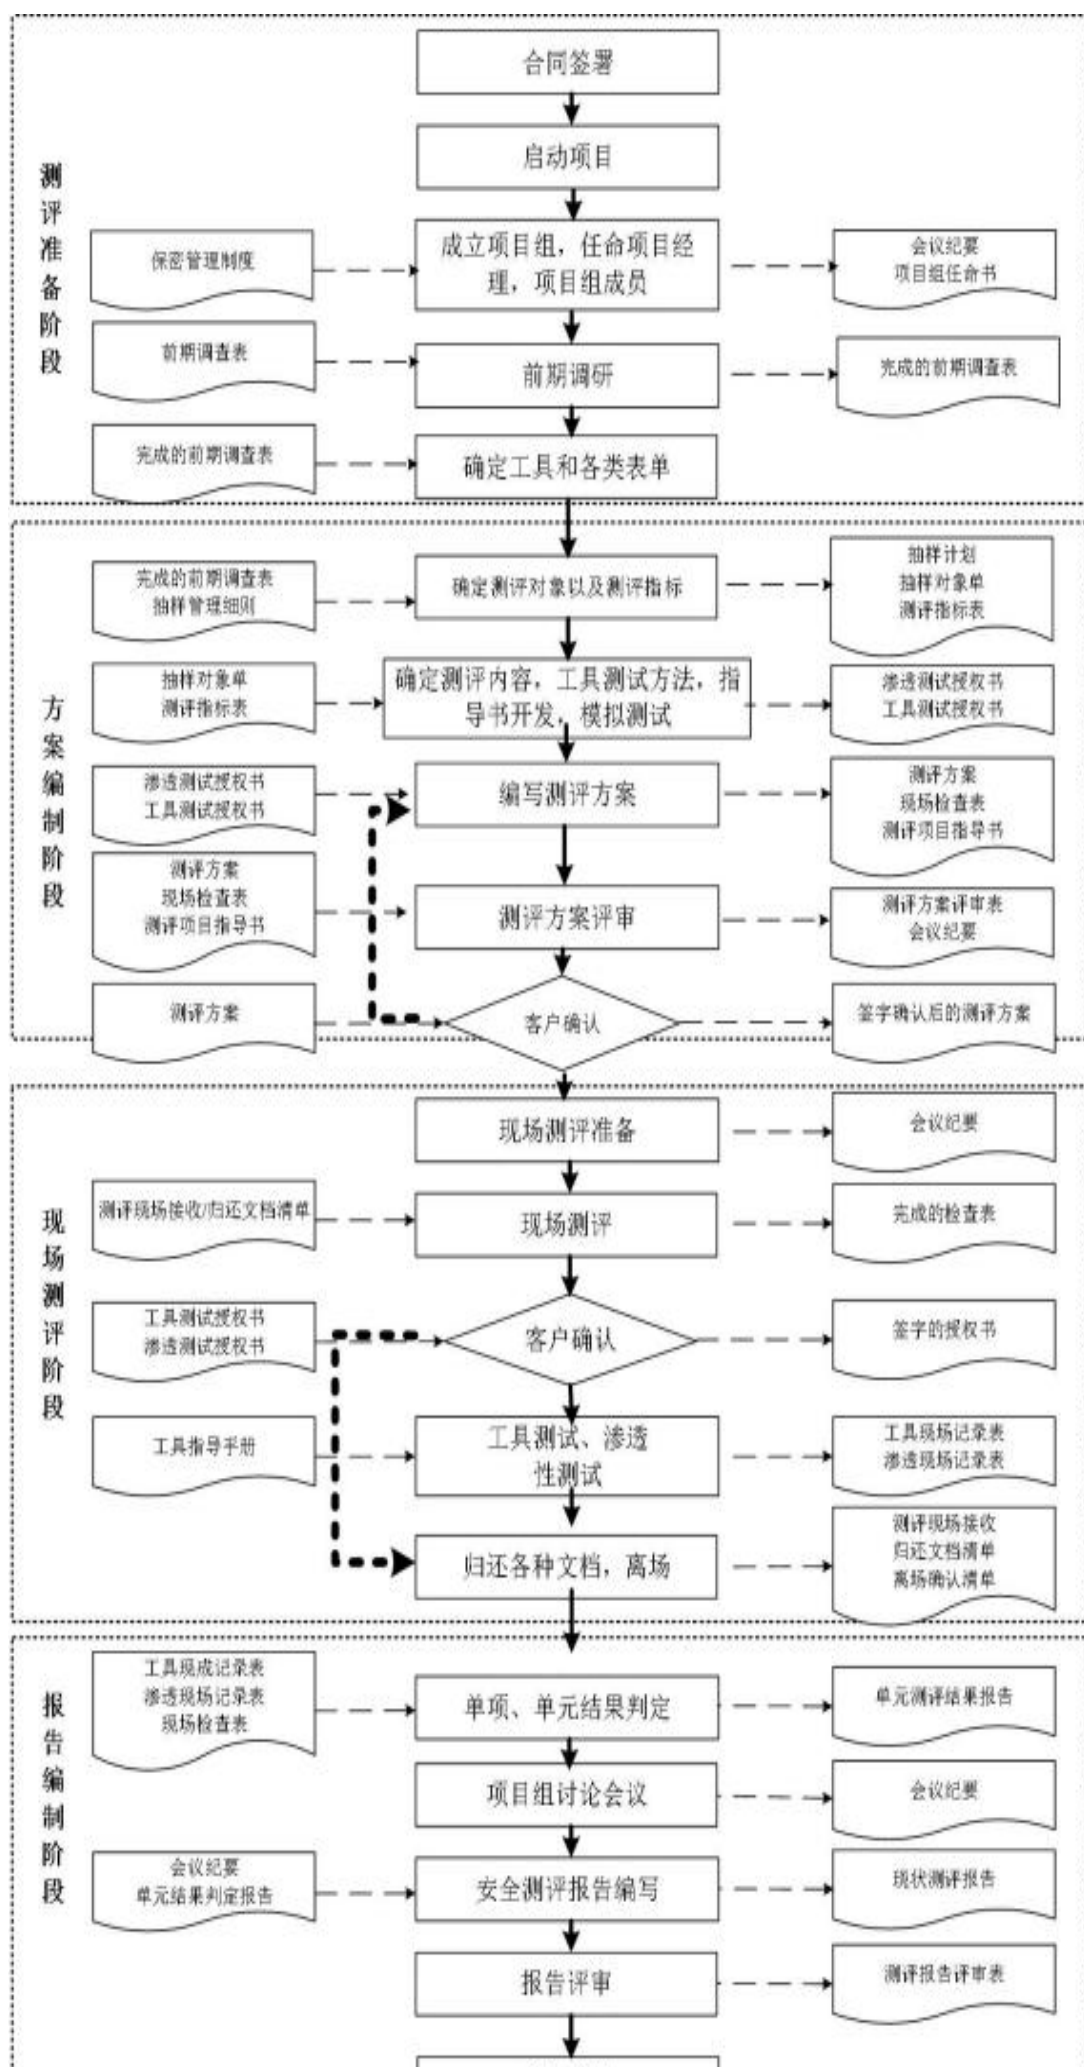 合同签署
启动项目
测评准备阶段
保密管理制度
成立项目组，任命项目经
理，项目组成员
会议纪要
项目组任命书
前期调查表
前期调研
完成的前期调查表
完成的前期调查表
确定工具和各类表单
方案编制阶段
完成的前期调查表
抽样管理细则
确定测评对象以及测评指标
抽样计划
抽样对象单
测评指标表
抽样对象单
测评指标表
确定测评内容，工具测试方法，指
导书开发，模拟测试
渗透测试授权书
工具测试授权书
渗透测试授权书
工具测试授权书
编写测评方案
测评方案
现场检查表
测评项目指导书
测评方案
现场检查表
测评项目指导书
测评方案评审
测评方案评审表
会议纪要
测评方案
客户确认
签字确认后的测评方案
现场测评阶段
现场测评准备
会议纪要
测评现场接收/归还文档清单
现场测评
完成的检查表
工具测试授权书
渗透测试授权书
客户确认
签字的授权书
工具指导手册
工具测试、渗透
性测试
工具现场记录表
渗透现场记录表
归还各种文档，离场
测评现场接收
归还文档清单
离场确认清单
报告编制阶段
工具现成记录表
渗透现场记录表
现场检查表
单项、单元结果判定
单元测评结果报告
项目组讨论会议
会议纪要
会议纪要
单元结果判定报告
安全测评报告编写
现状测评报告
报告评审
测评报告评审表